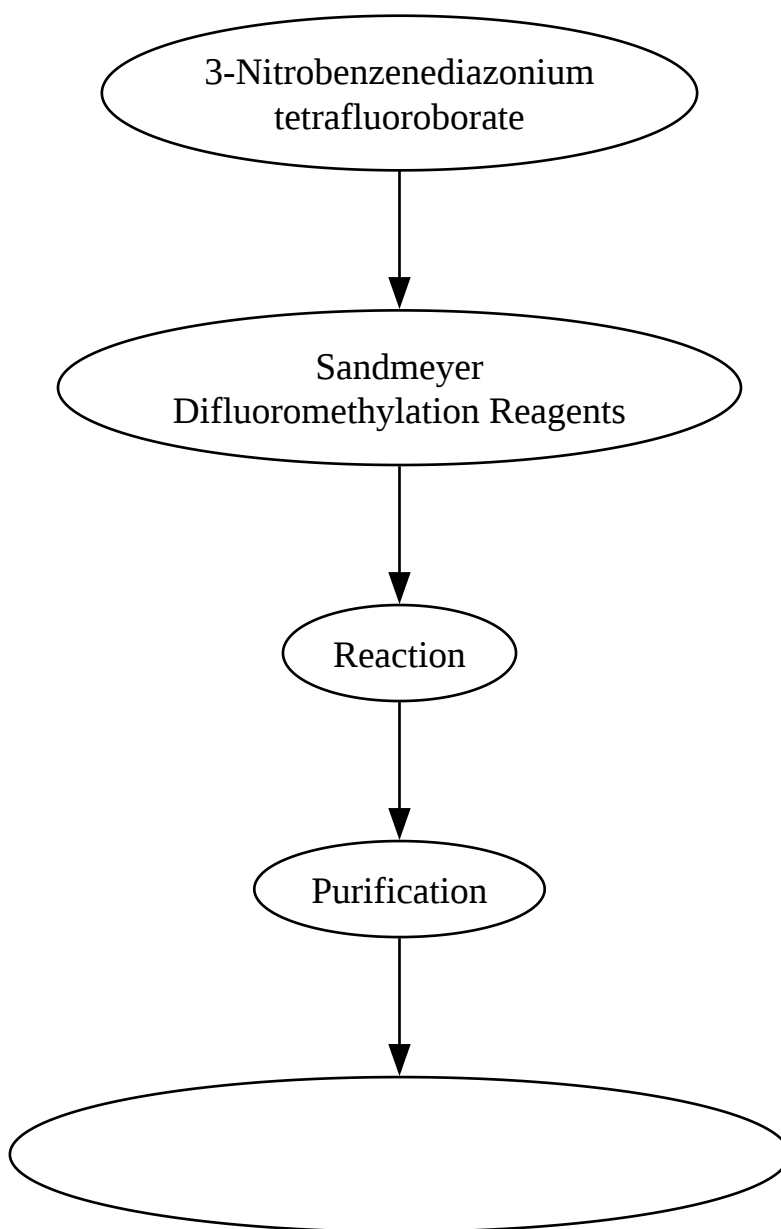 3-Nitrobenzenediazonium
tetrafluoroborate
Sandmeyer
Difluoromethylation Reagents
Reaction
Purification